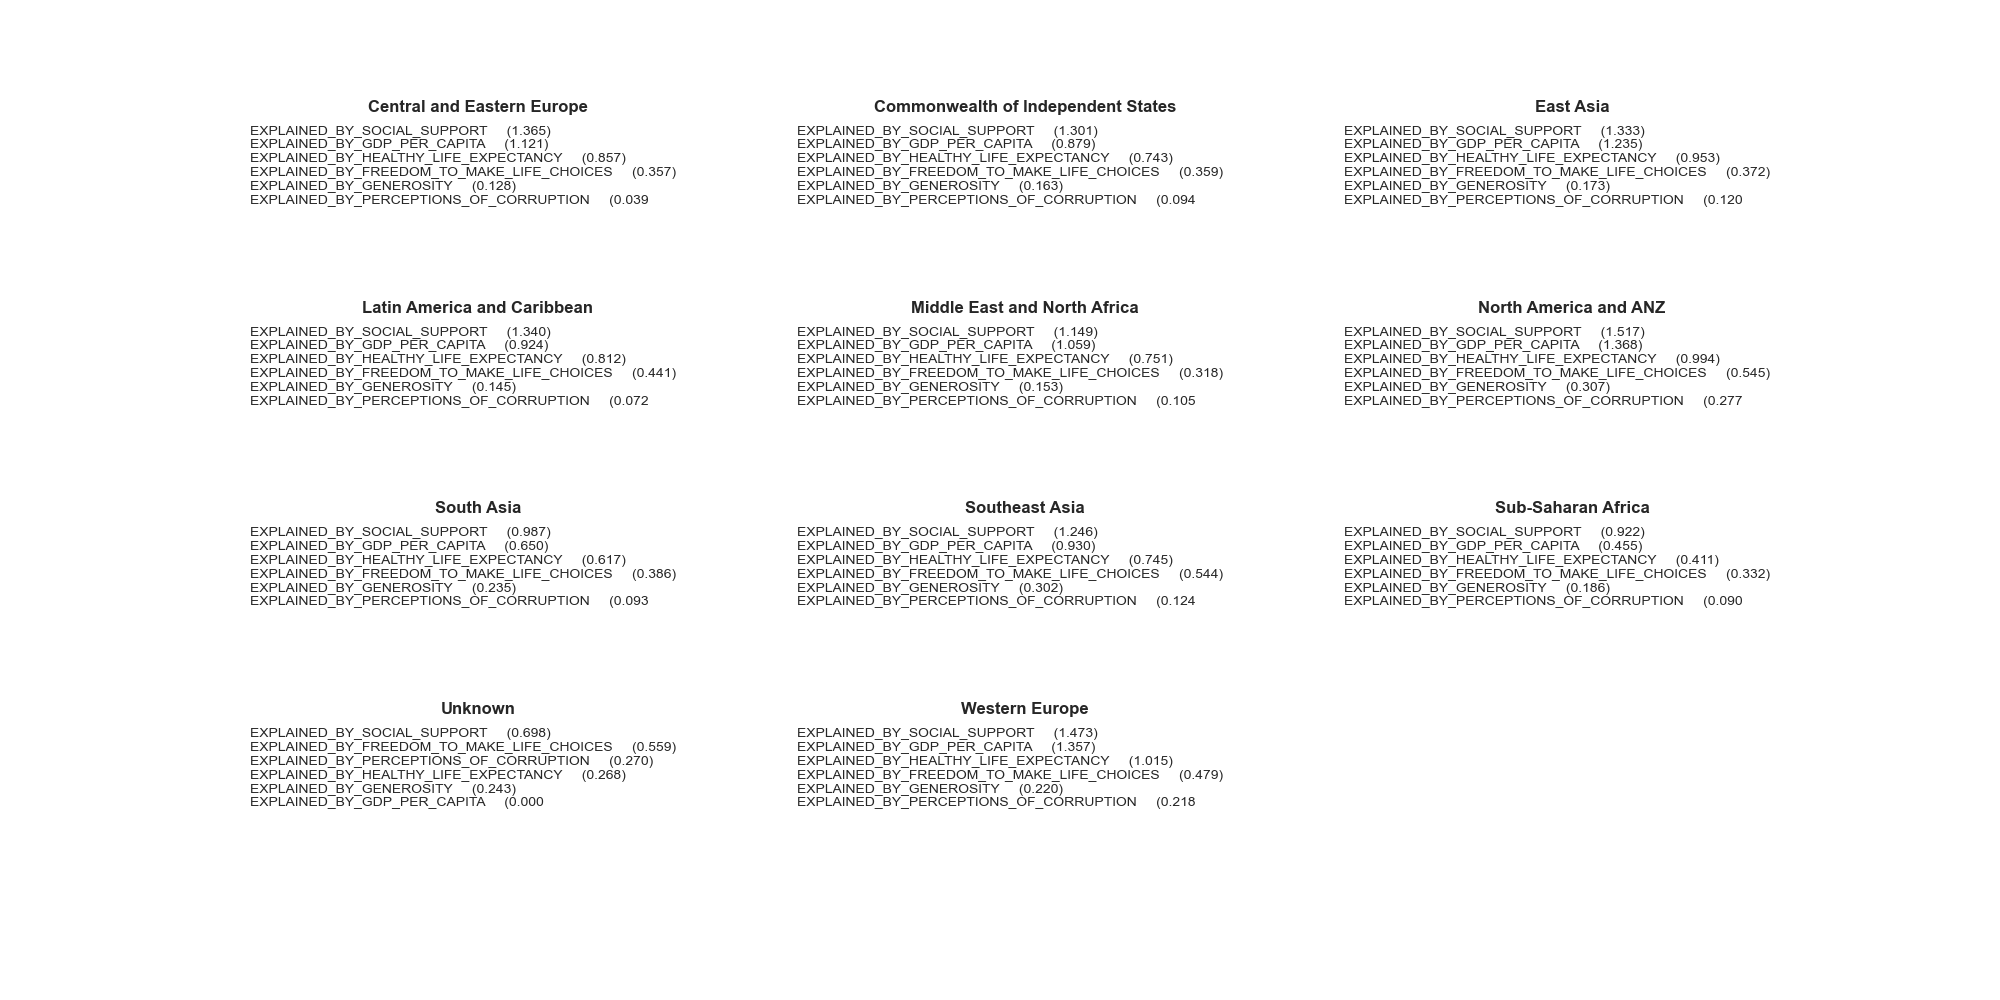 Central and Eastern Europe
EXPLAINED_BY_SOCIAL_SUPPORT (1.365)
EXPLAINED_BY_GDP_PER_CAPITA (1.121)
EXPLAINED_BY_HEALTHY_LIFE_EXPECTANCY (0.857)
EXPLAINED_BY_FREEDOM_TO_MAKE_LIFE_CHOICES (0.357)
EXPLAINED_BY_GENEROSITY (0.128)
EXPLAINED_BY_PERCEPTIONS_OF_CORRUPTION (0.039
Commonwealth of Independent States
EXPLAINED_BY_SOCIAL_SUPPORT (1.301)
EXPLAINED_BY_GDP_PER_CAPITA (0.879)
EXPLAINED_BY_HEALTHY_LIFE_EXPECTANCY (0.743)
EXPLAINED_BY_FREEDOM_TO_MAKE_LIFE_CHOICES (0.359)
EXPLAINED_BY_GENEROSITY (0.163)
EXPLAINED_BY_PERCEPTIONS_OF_CORRUPTION (0.094
East Asia
EXPLAINED_BY_SOCIAL_SUPPORT (1.333)
EXPLAINED_BY_GDP_PER_CAPITA (1.235)
EXPLAINED_BY_HEALTHY_LIFE_EXPECTANCY (0.953)
EXPLAINED_BY_FREEDOM_TO_MAKE_LIFE_CHOICES (0.372)
EXPLAINED_BY_GENEROSITY (0.173)
EXPLAINED_BY_PERCEPTIONS_OF_CORRUPTION (0.120
Latin America and Caribbean
EXPLAINED_BY_SOCIAL_SUPPORT (1.340)
EXPLAINED_BY_GDP_PER_CAPITA (0.924)
EXPLAINED_BY_HEALTHY_LIFE_EXPECTANCY (0.812)
EXPLAINED_BY_FREEDOM_TO_MAKE_LIFE_CHOICES (0.441)
EXPLAINED_BY_GENEROSITY (0.145)
EXPLAINED_BY_PERCEPTIONS_OF_CORRUPTION (0.072
Middle East and North Africa
EXPLAINED_BY_SOCIAL_SUPPORT (1.149)
EXPLAINED_BY_GDP_PER_CAPITA (1.059)
EXPLAINED_BY_HEALTHY_LIFE_EXPECTANCY (0.751)
EXPLAINED_BY_FREEDOM_TO_MAKE_LIFE_CHOICES (0.318)
EXPLAINED_BY_GENEROSITY (0.153)
EXPLAINED_BY_PERCEPTIONS_OF_CORRUPTION (0.105
North America and ANZ
EXPLAINED_BY_SOCIAL_SUPPORT (1.517)
EXPLAINED_BY_GDP_PER_CAPITA (1.368)
EXPLAINED_BY_HEALTHY_LIFE_EXPECTANCY (0.994)
EXPLAINED_BY_FREEDOM_TO_MAKE_LIFE_CHOICES (0.545)
EXPLAINED_BY_GENEROSITY (0.307)
EXPLAINED_BY_PERCEPTIONS_OF_CORRUPTION (0.277
South Asia
EXPLAINED_BY_SOCIAL_SUPPORT (0.987)
EXPLAINED_BY_GDP_PER_CAPITA (0.650)
EXPLAINED_BY_HEALTHY_LIFE_EXPECTANCY (0.617)
EXPLAINED_BY_FREEDOM_TO_MAKE_LIFE_CHOICES (0.386)
EXPLAINED_BY_GENEROSITY (0.235)
EXPLAINED_BY_PERCEPTIONS_OF_CORRUPTION (0.093
Southeast Asia
EXPLAINED_BY_SOCIAL_SUPPORT (1.246)
EXPLAINED_BY_GDP_PER_CAPITA (0.930)
EXPLAINED_BY_HEALTHY_LIFE_EXPECTANCY (0.745)
EXPLAINED_BY_FREEDOM_TO_MAKE_LIFE_CHOICES (0.544)
EXPLAINED_BY_GENEROSITY (0.302)
EXPLAINED_BY_PERCEPTIONS_OF_CORRUPTION (0.124
Sub-Saharan Africa
EXPLAINED_BY_SOCIAL_SUPPORT (0.922)
EXPLAINED_BY_GDP_PER_CAPITA (0.455)
EXPLAINED_BY_HEALTHY_LIFE_EXPECTANCY (0.411)
EXPLAINED_BY_FREEDOM_TO_MAKE_LIFE_CHOICES (0.332)
EXPLAINED_BY_GENEROSITY (0.186)
EXPLAINED_BY_PERCEPTIONS_OF_CORRUPTION (0.090
Unknown
EXPLAINED_BY_SOCIAL_SUPPORT (0.698)
EXPLAINED_BY_FREEDOM_TO_MAKE_LIFE_CHOICES (0.559)
EXPLAINED_BY_PERCEPTIONS_OF_CORRUPTION (0.270)
EXPLAINED_BY_HEALTHY_LIFE_EXPECTANCY (0.268)
EXPLAINED_BY_GENEROSITY (0.243)
EXPLAINED_BY_GDP_PER_CAPITA (0.000
Western Europe
EXPLAINED_BY_SOCIAL_SUPPORT (1.473)
EXPLAINED_BY_GDP_PER_CAPITA (1.357)
EXPLAINED_BY_HEALTHY_LIFE_EXPECTANCY (1.015)
EXPLAINED_BY_FREEDOM_TO_MAKE_LIFE_CHOICES (0.479)
EXPLAINED_BY_GENEROSITY (0.220)
EXPLAINED_BY_PERCEPTIONS_OF_CORRUPTION (0.218